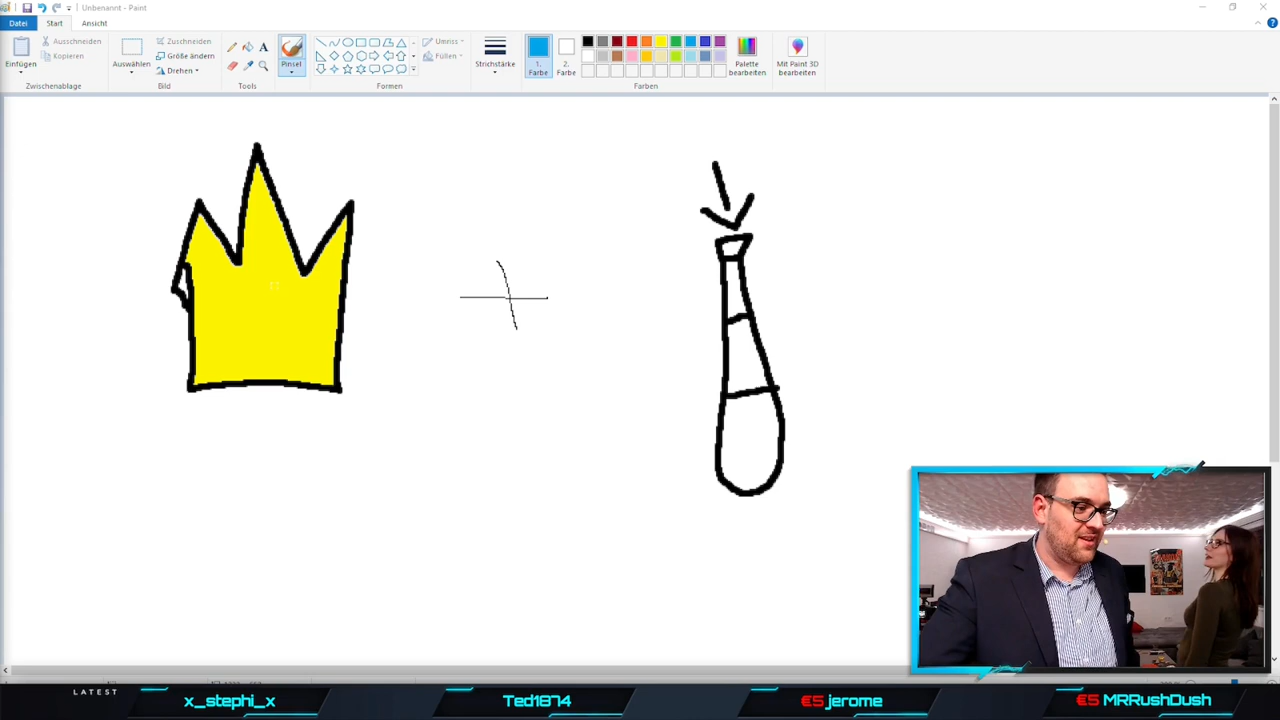 Unbenannt - Paint
Datei Start Ansicht
Einfügen
Ausschneiden
Kopieren
Zwischenablage
Auswählen
Zuschneiden
Größe ändern
Drehen
Bild
Tools
Pinsel
Umriss
Füllen
Formen
Strichstärke
1.
Farbe
2.
Farbe
Palette
bearbeiten
Farben
Mit Paint 3D
bearbeiten
LATEST
x_stephi_x
Ted1874
€5 jerome
€5 MRRushDush